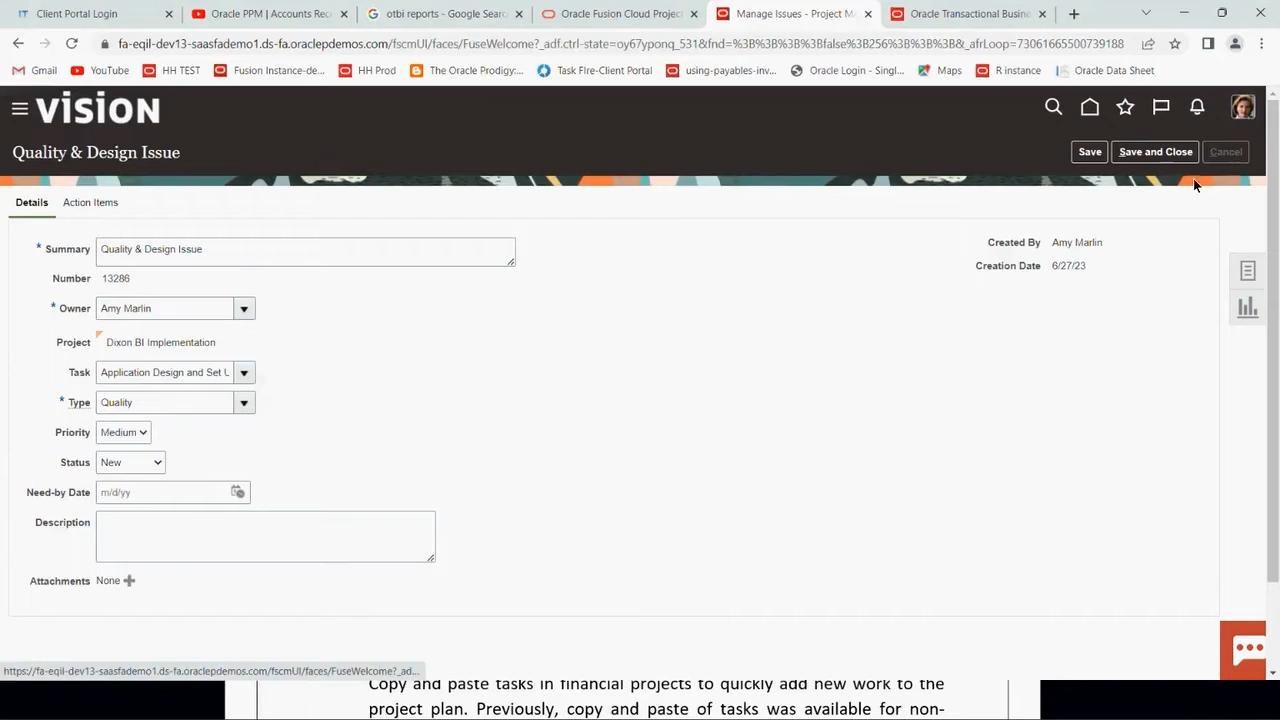 Client Portal Login
Oracle PPM | Accounts Rec
otbi reports - Google Sear
Oracle Fusion Cloud Project
Manage Issues - Project M
Oracle Transactional Busin
fa-eqil-dev13-saasfademo1.ds-fa.oraclepdemos.com/fscmUI/faces/FuseWelcome?_adf.ctrl-state=oy67yponq_531&fnd=%3B%3B%3B%3Bfalse%3B256%3B%3B%3B&_afrLoop=73061665500739188
Gmail
YouTube
HH TEST
Fusion Instance-de...
HH Prod
The Oracle Prodigy:...
Task FIre-Client Portal
using-payables-inv...
Oracle Login - Singl...
Maps
R instance
Oracle Data Sheet
VISION
Quality & Design Issue
Save
Save and Close
Cancel
Details
Action Items
* Summary Quality & Design Issue
Number 13286
* Owner Amy Marlin
Project Dixon BI Implementation
Task Application Design and Set U
* Type Quality
Priority Medium
Status New
Need-by Date m/d/yy
Description
Attachments None
Created By Amy Marlin
Creation Date 6/27/23
https://fa-eqil-dev13-saasfademo1.ds-fa.oraclepdemos.com/fscmUI/faces/FuseWelcome?_ad...
Copy and paste tasks in financial projects to quickly add new work to the
project plan. Previously, copy and paste of tasks was available for non-